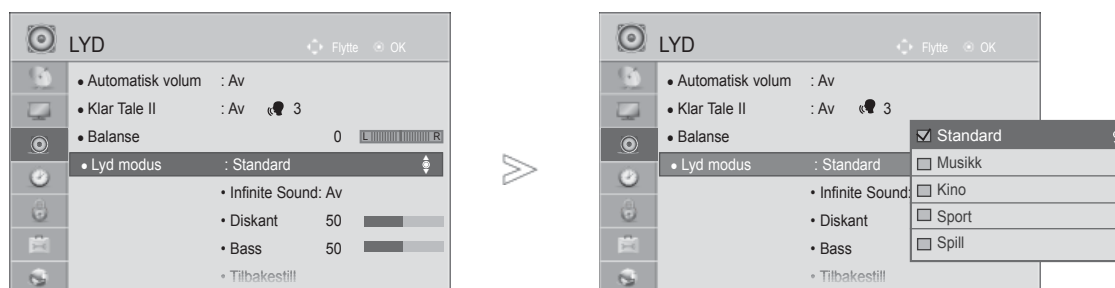 LYD
Flytte OK
• Automatisk volum : Av
• Klar Tale II : Av 3
• Balanse 0 L R
• Lyd modus : Standard
• Infinite Sound: Av
• Diskant 50
• Bass 50
• Tilbakestill
LYD
Flytte OK
• Automatisk volum : Av
• Klar Tale II : Av 3
• Balanse
• Lyd modus : Standard
• Infinite Sound:
• Diskant
• Bass
• Tilbakestill
Standard
Musikk
Kino
Sport
Spill